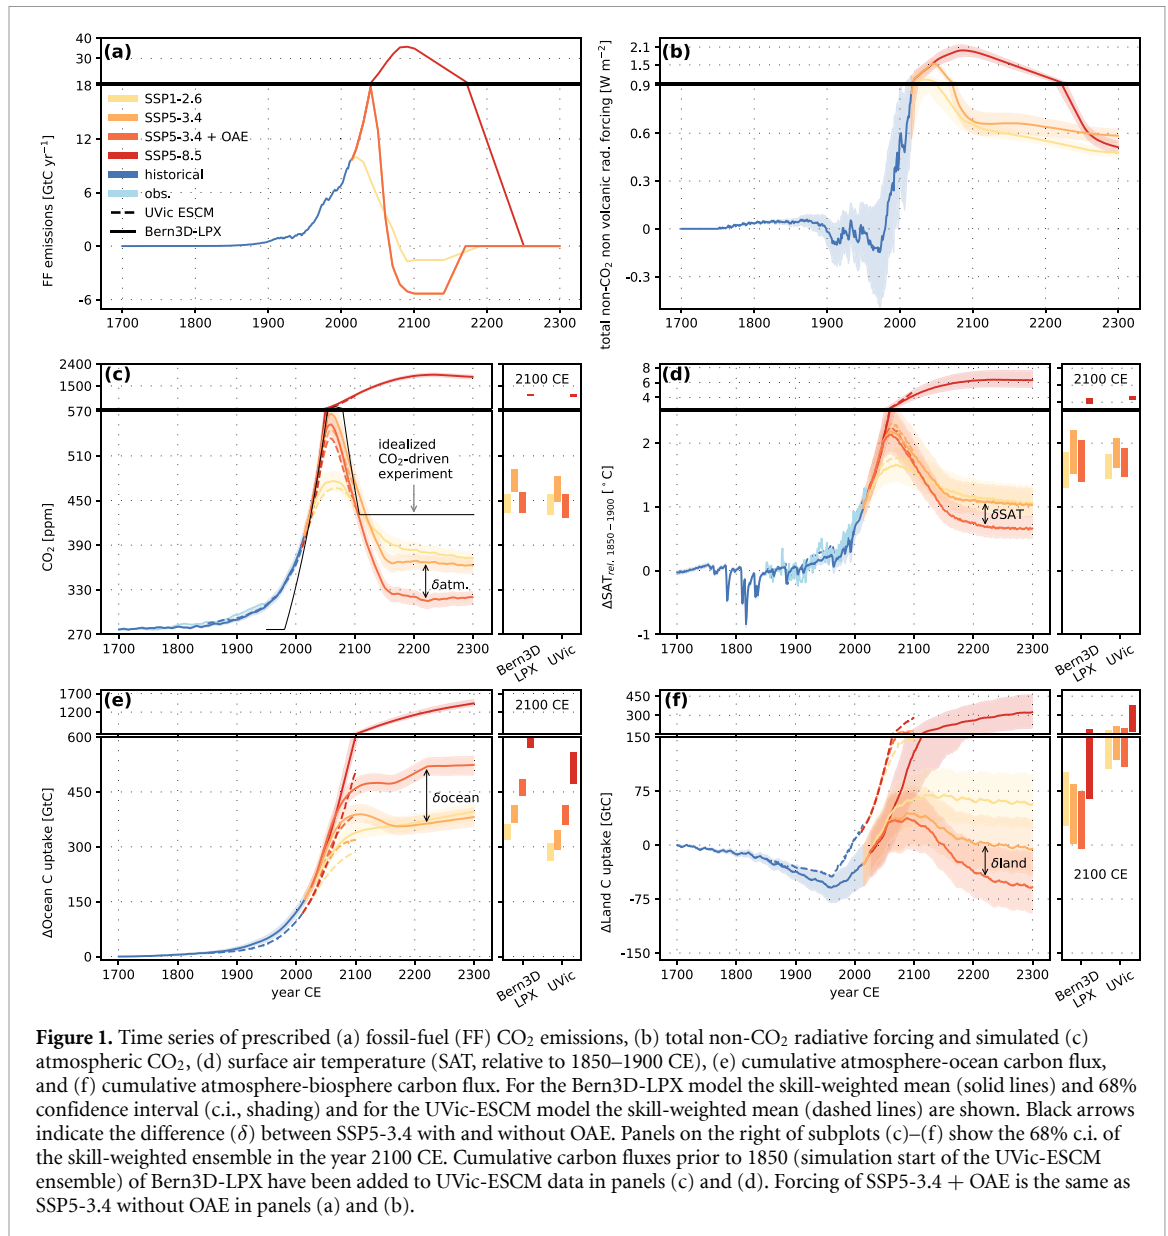 (a)
FF emissions [GtC yr⁻¹]
40
30
18
12
6
0
-6
SSP1-2.6
SSP5-3.4
SSP5-3.4 + OAE
SSP5-8.5
historical
obs.
UVic ESCM
Bern3D-LPX
1700 1800 1900 2000 2100 2200 2300
(b)
total non-CO₂ non volcanic rad. forcing [W m⁻²]
2.1
1.5
0.9
0.6
0.3
0
-0.3
1700 1800 1900 2000 2100 2200 2300
(c)
CO₂ [ppm]
2400
1500
570
510
450
390
330
270
idealized
CO₂-driven
experiment
δatm.
1700 1800 1900 2000 2100 2200 2300
2100 CE
Bern3D
LPX
UVic
(d)
ΔSATrel. 1850−1900 [°C]
8
6
4
2
1
0
-1
δSAT
1700 1800 1900 2000 2100 2200 2300
2100 CE
Bern3D
LPX
UVic
(e)
ΔOcean C uptake [GtC]
1700
1200
600
450
300
150
0
δocean
1700 1800 1900 2000 2100 2200 2300
year CE
2100 CE
Bern3D
LPX
UVic
(f)
ΔLand C uptake [GtC]
450
300
150
75
0
-75
-150
δland
1700 1800 1900 2000 2100 2200 2300
year CE
2100 CE
Bern3D
LPX
UVic
Figure 1. Time series of prescribed (a) fossil-fuel (FF) CO₂ emissions, (b) total non-CO₂ radiative forcing and simulated (c)
atmospheric CO₂, (d) surface air temperature (SAT, relative to 1850–1900 CE), (e) cumulative atmosphere-ocean carbon flux,
and (f) cumulative atmosphere-biosphere carbon flux. For the Bern3D-LPX model the skill-weighted mean (solid lines) and 68%
confidence interval (c.i., shading) and for the UVic-ESCM model the skill-weighted mean (dashed lines) are shown. Black arrows
indicate the difference (δ) between SSP5-3.4 with and without OAE. Panels on the right of subplots (c)–(f) show the 68% c.i. of
the skill-weighted ensemble in the year 2100 CE. Cumulative carbon fluxes prior to 1850 (simulation start of the UVic-ESCM
ensemble) of Bern3D-LPX have been added to UVic-ESCM data in panels (c) and (d). Forcing of SSP5-3.4 + OAE is the same as
SSP5-3.4 without OAE in panels (a) and (b).